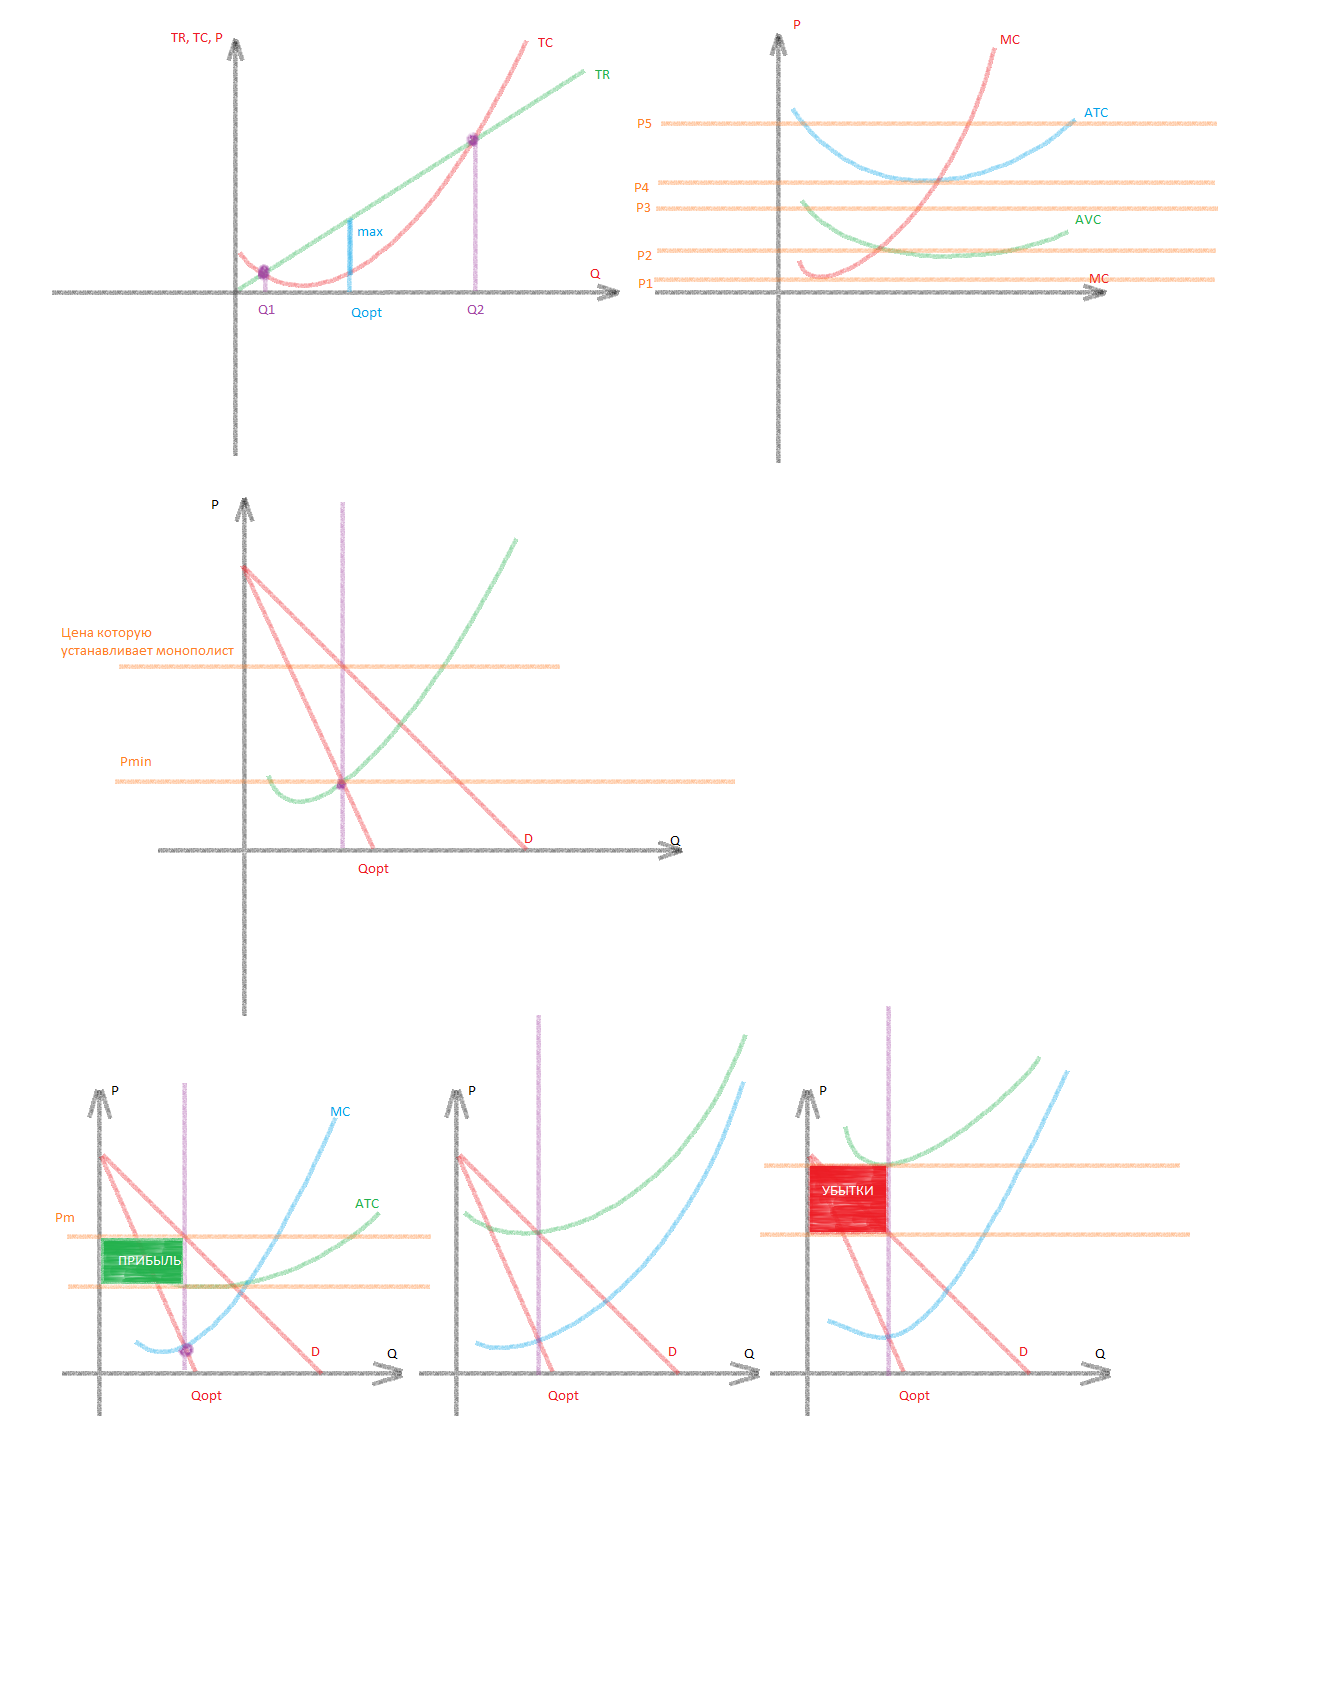 TR, TC, P
TC
TR
max
Q
Q1
Qopt
Q2
P
MC
P5
ATC
P4
P3
AVC
P2
P1
MC
P
Цена которую
устанавливает монополист
Pmin
D
Q
Qopt
P
MC
ATC
Pm
ПРИБЫЛЬ
D
Q
Qopt
P
D
Q
Qopt
P
УБЫТКИ
D
Q
Qopt